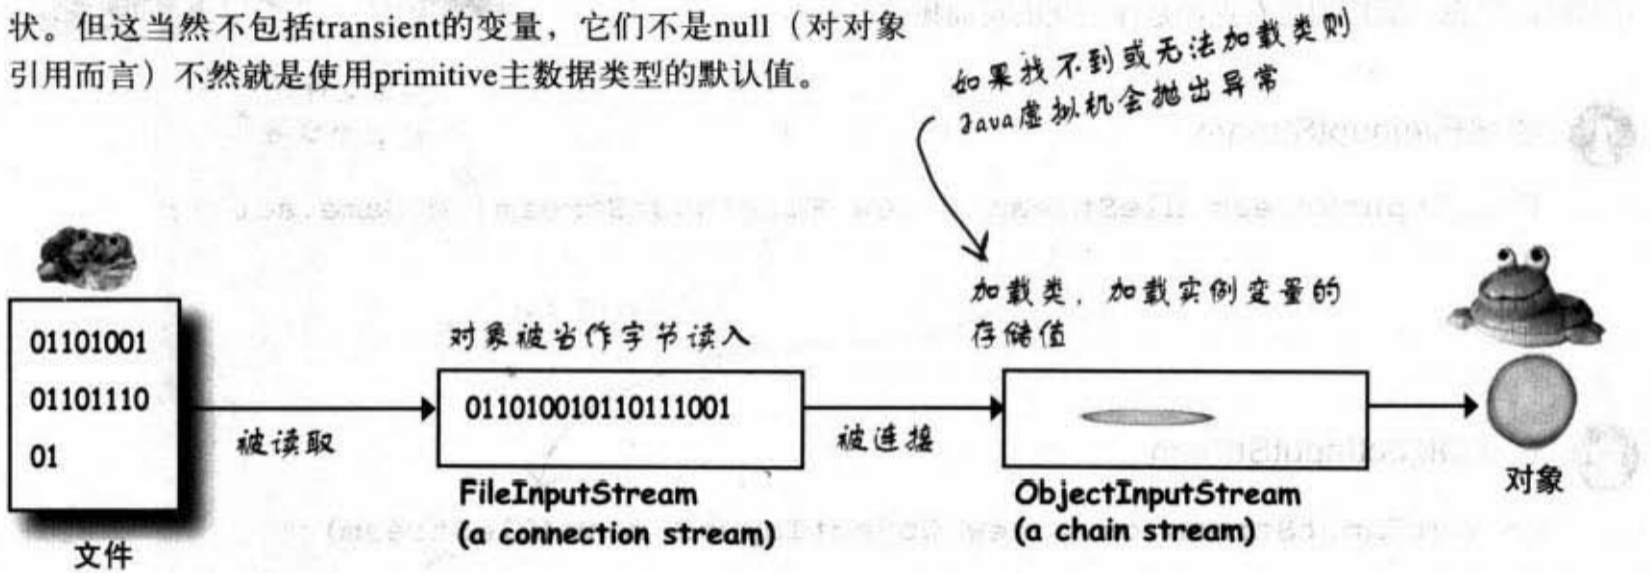 状。但这当然不包括transient的变量，它们不是null（对对象
引用而言）不然就是使用primitive主数据类型的默认值。
如果找不到或无法加载类则
Java虚拟机会抛出异常
加载类，加载实例变量的
存储值
对象被当作字节读入
01101001
01101110
01
被读取
011010010110111001
被连接
FileInputStream
(a connection stream)
ObjectInputStream
(a chain stream)
对象
文件